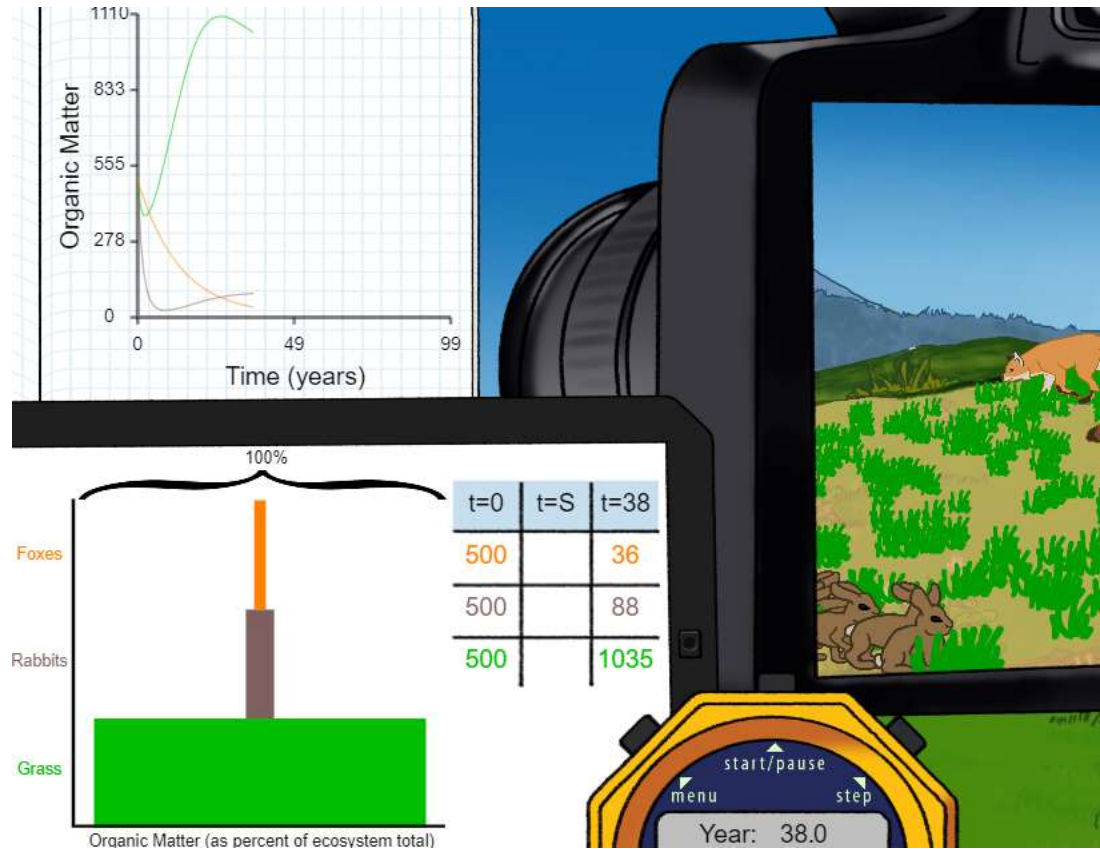 1110
833
555
278
0
Organic Matter
0 49 99
Time (years)
100%
Foxes
Rabbits
Grass
Organic Matter (as percent of ecosystem total)
t=0 t=S t=38
500 36
500 88
500 1035
start/pause
menu step
Year: 38.0